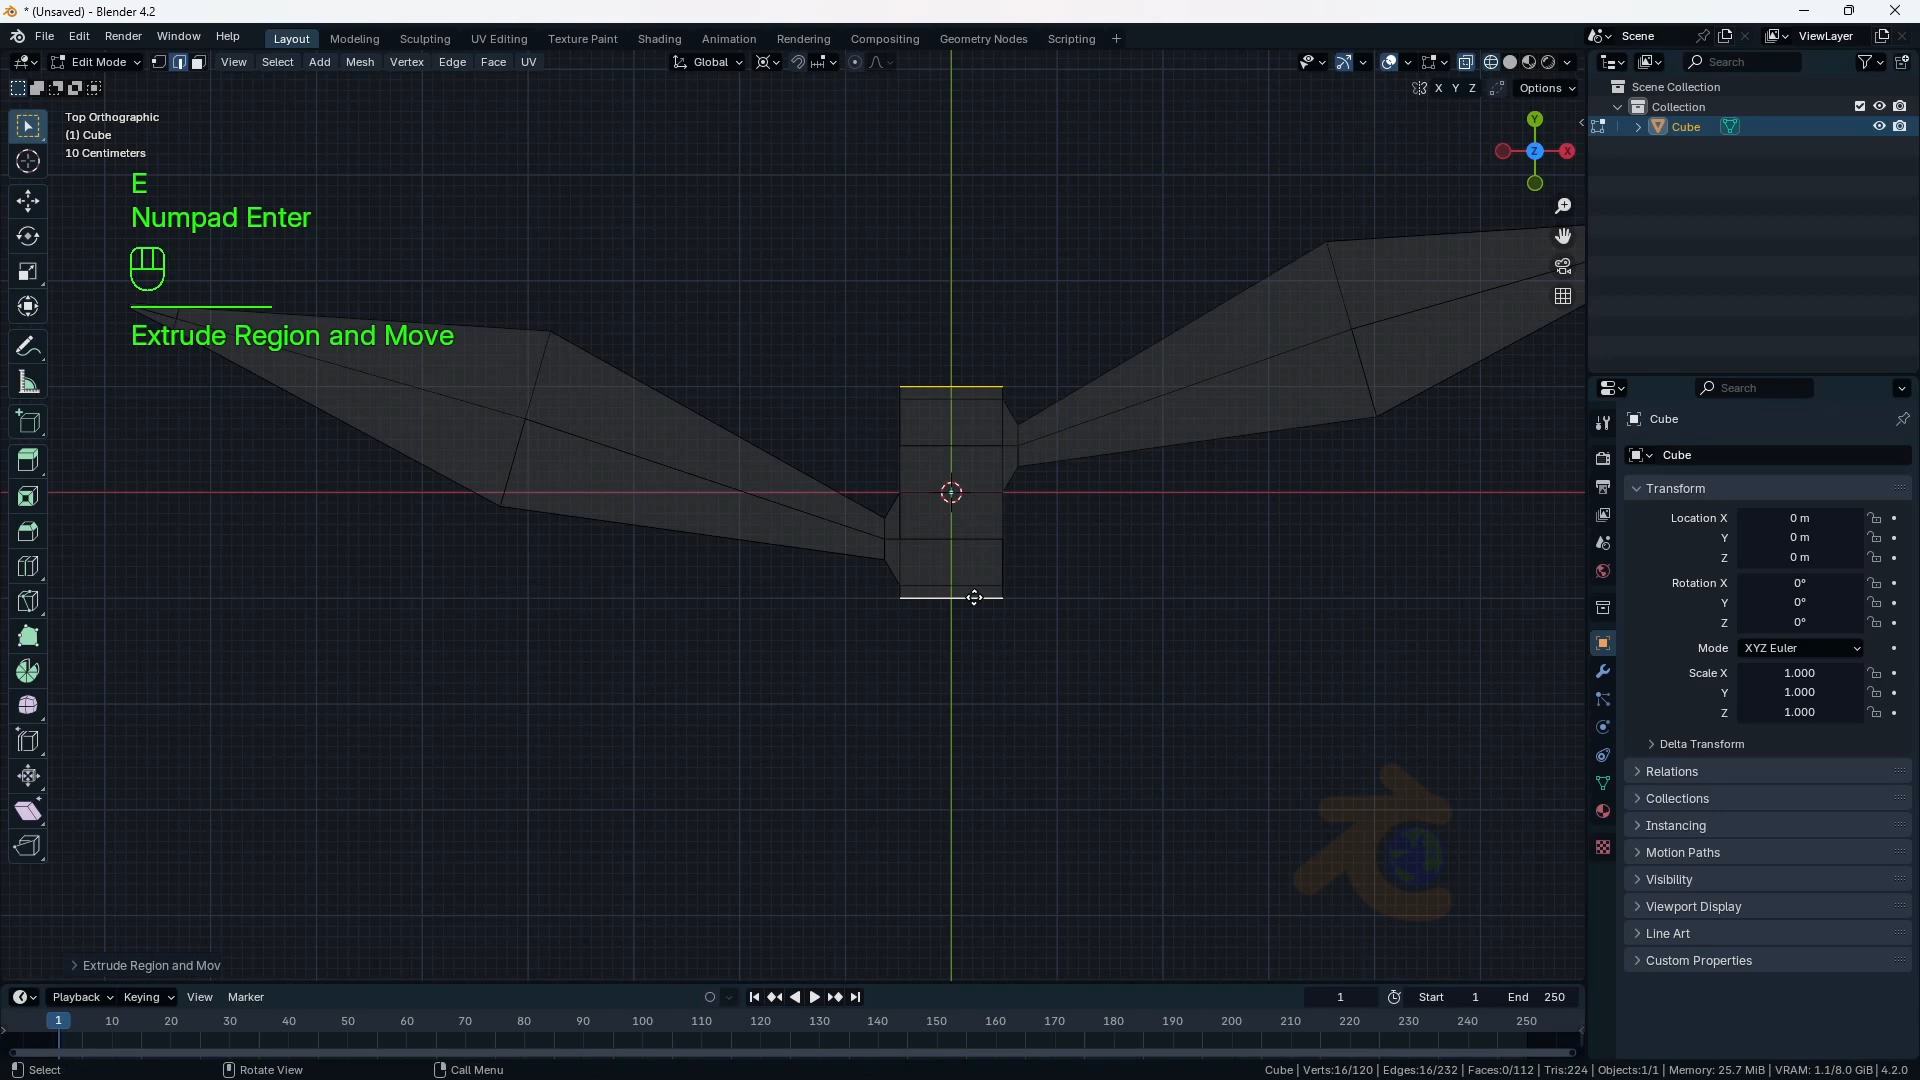 * (Unsaved) - Blender 4.2
File Edit Render Window Help Layout Modeling Sculpting UV Editing Texture Paint Shading Animation Rendering Compositing Geometry Nodes Scripting + Scene ViewLayer
Edit Mode View Select Add Mesh Vertex Edge Face UV Global Search
X Y Z Options
Scene Collection
Collection
Cube
Top Orthographic
(1) Cube
10 Centimeters
Y
Z X
E
Numpad Enter
Extrude Region and Move
Search
Cube
Cube
Transform
Location X 0 m
Y 0 m
Z 0 m
Rotation X 0°
Y 0°
Z 0°
Mode XYZ Euler
Scale X 1.000
Y 1.000
Z 1.000
Delta Transform
Relations
Collections
Instancing
Motion Paths
Visibility
Viewport Display
Line Art
Custom Properties
Extrude Region and Mov
Playback Keying View Marker 1 Start 1 End 250
1 10 20 30 40 50 60 70 80 90 100 110 120 130 140 150 160 170 180 190 200 210 220 230 240 250
Select Rotate View Call Menu Cube | Verts:16/120 | Edges:16/232 | Faces:0/112 | Tris:224 | Objects:1/1 | Memory: 25.7 MiB | VRAM: 1.1/8.0 GiB | 4.2.0